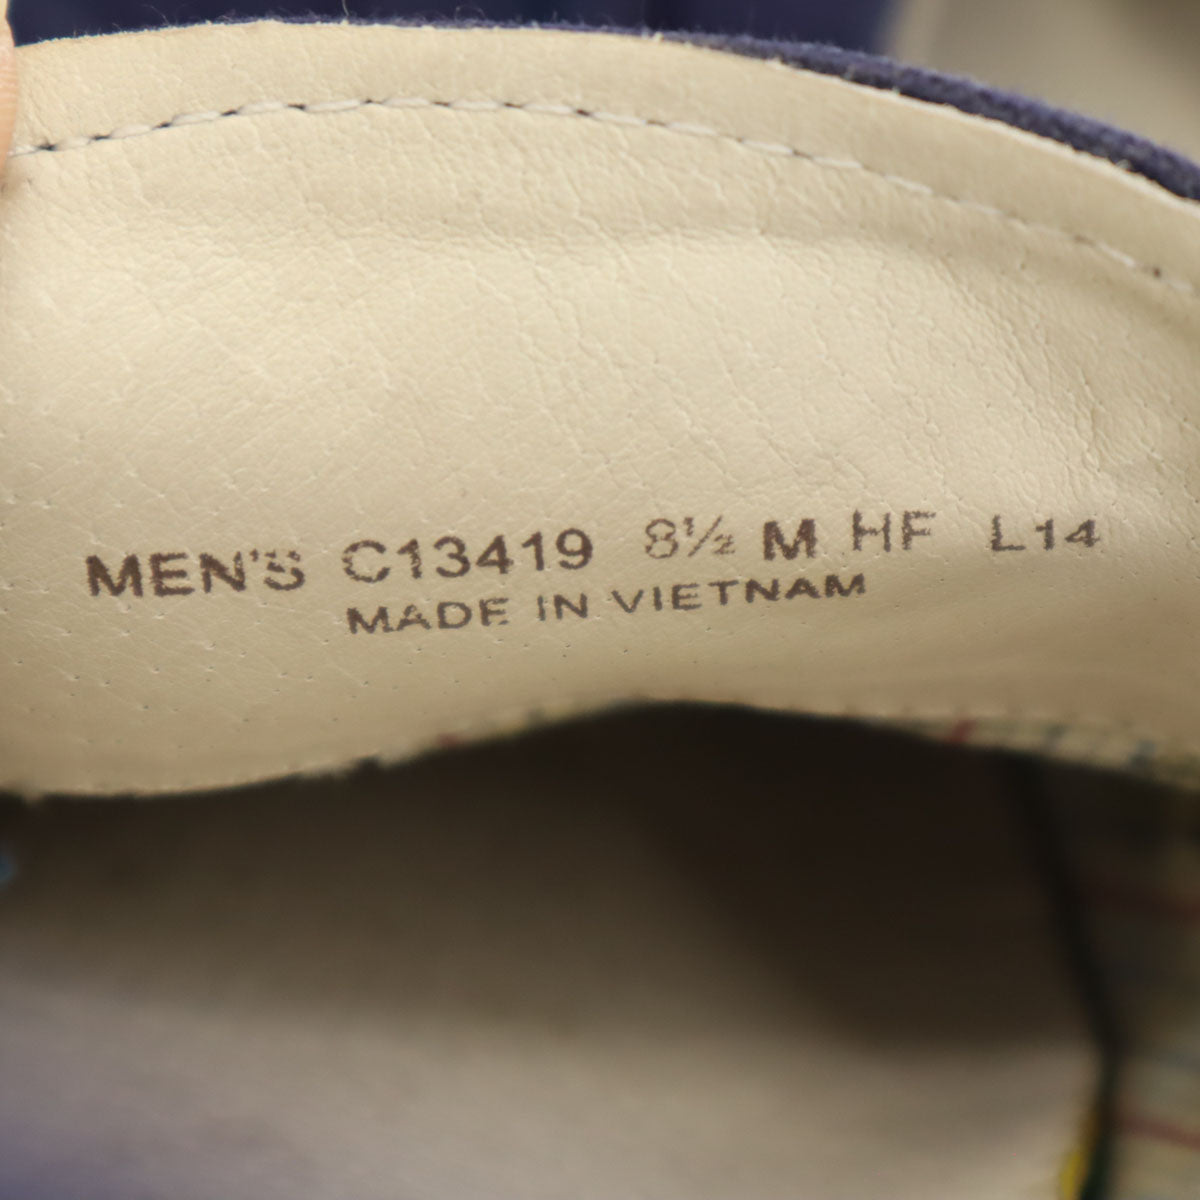 MEN'S C13419 8½ M HF L14
MADE IN VIETNAM